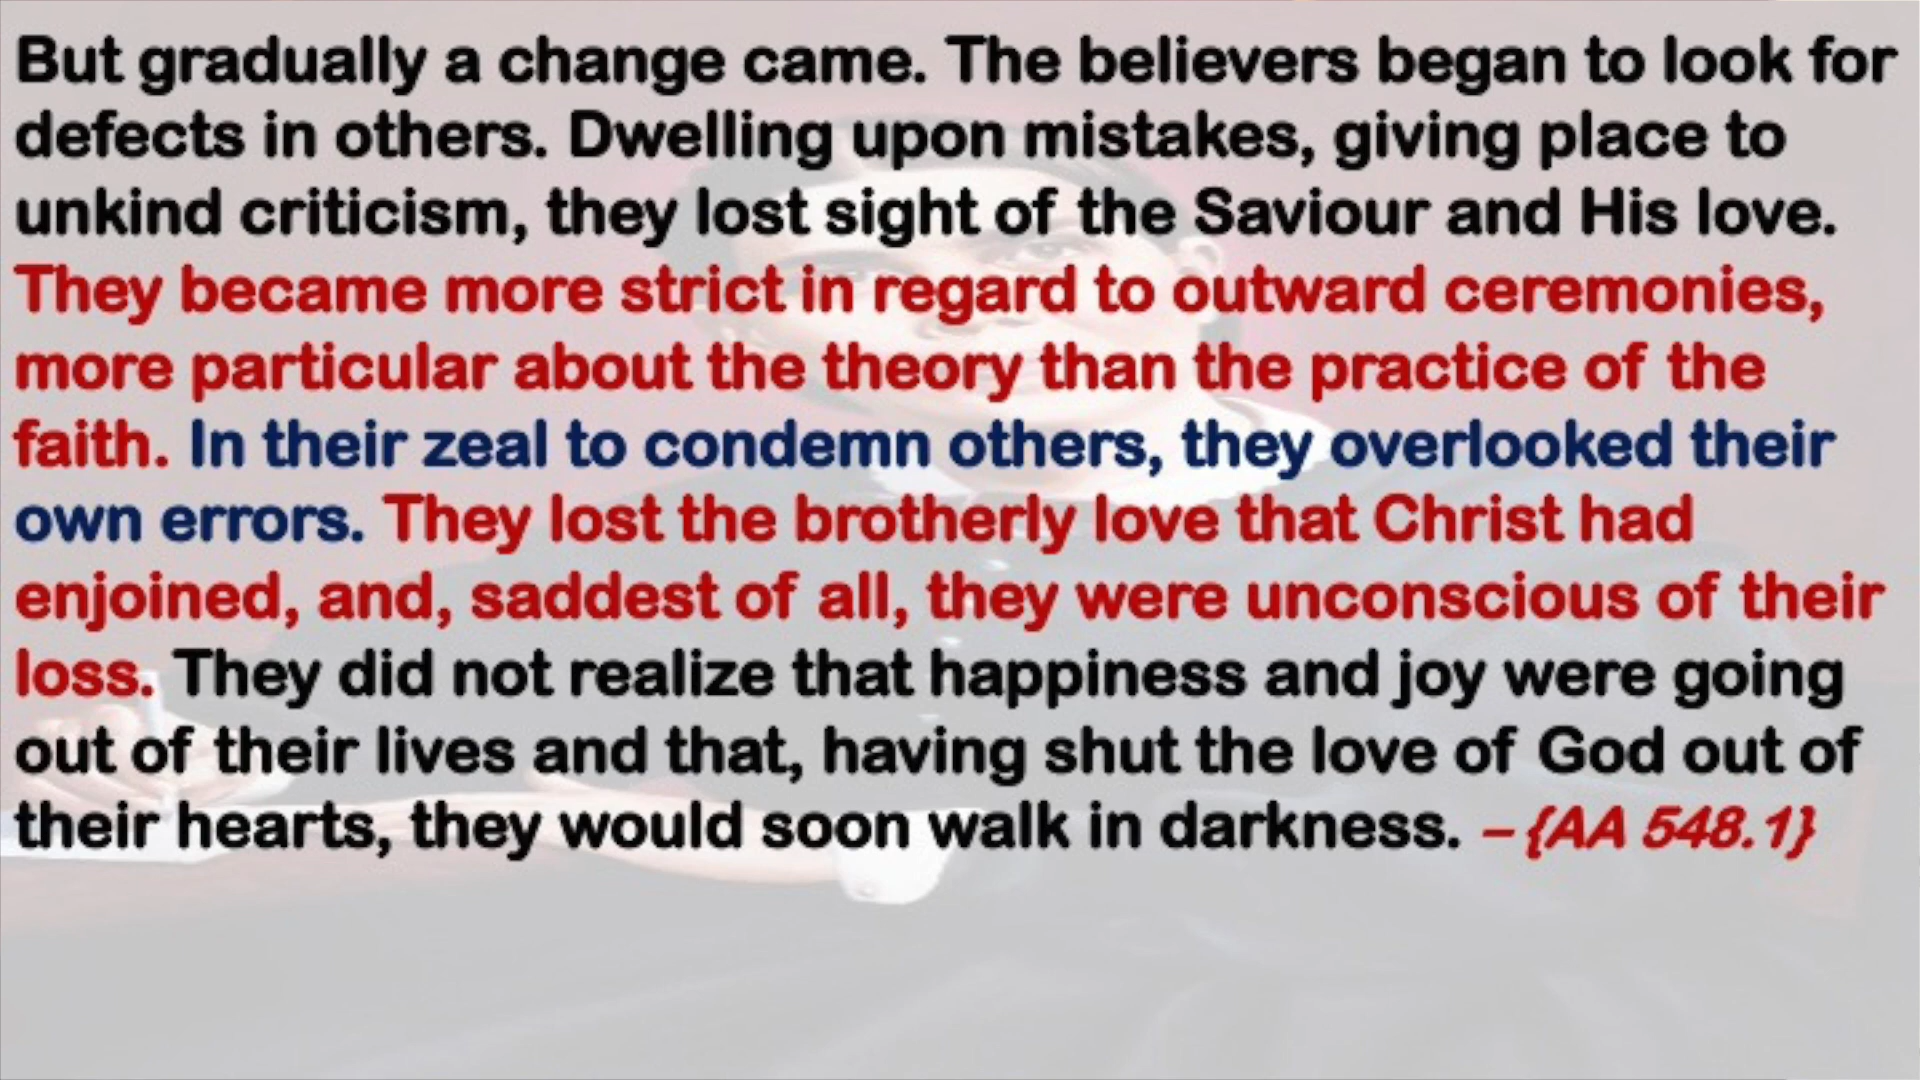 But gradually a change came. The believers began to look for
defects in others. Dwelling upon mistakes, giving place to
unkind criticism, they lost sight of the Saviour and His love.
They became more strict in regard to outward ceremonies,
more particular about the theory than the practice of the
faith. In their zeal to condemn others, they overlooked their
own errors. They lost the brotherly love that Christ had
enjoined, and, saddest of all, they were unconscious of their
loss. They did not realize that happiness and joy were going
out of their lives and that, having shut the love of God out of
their hearts, they would soon walk in darkness. – {AA 548.1}